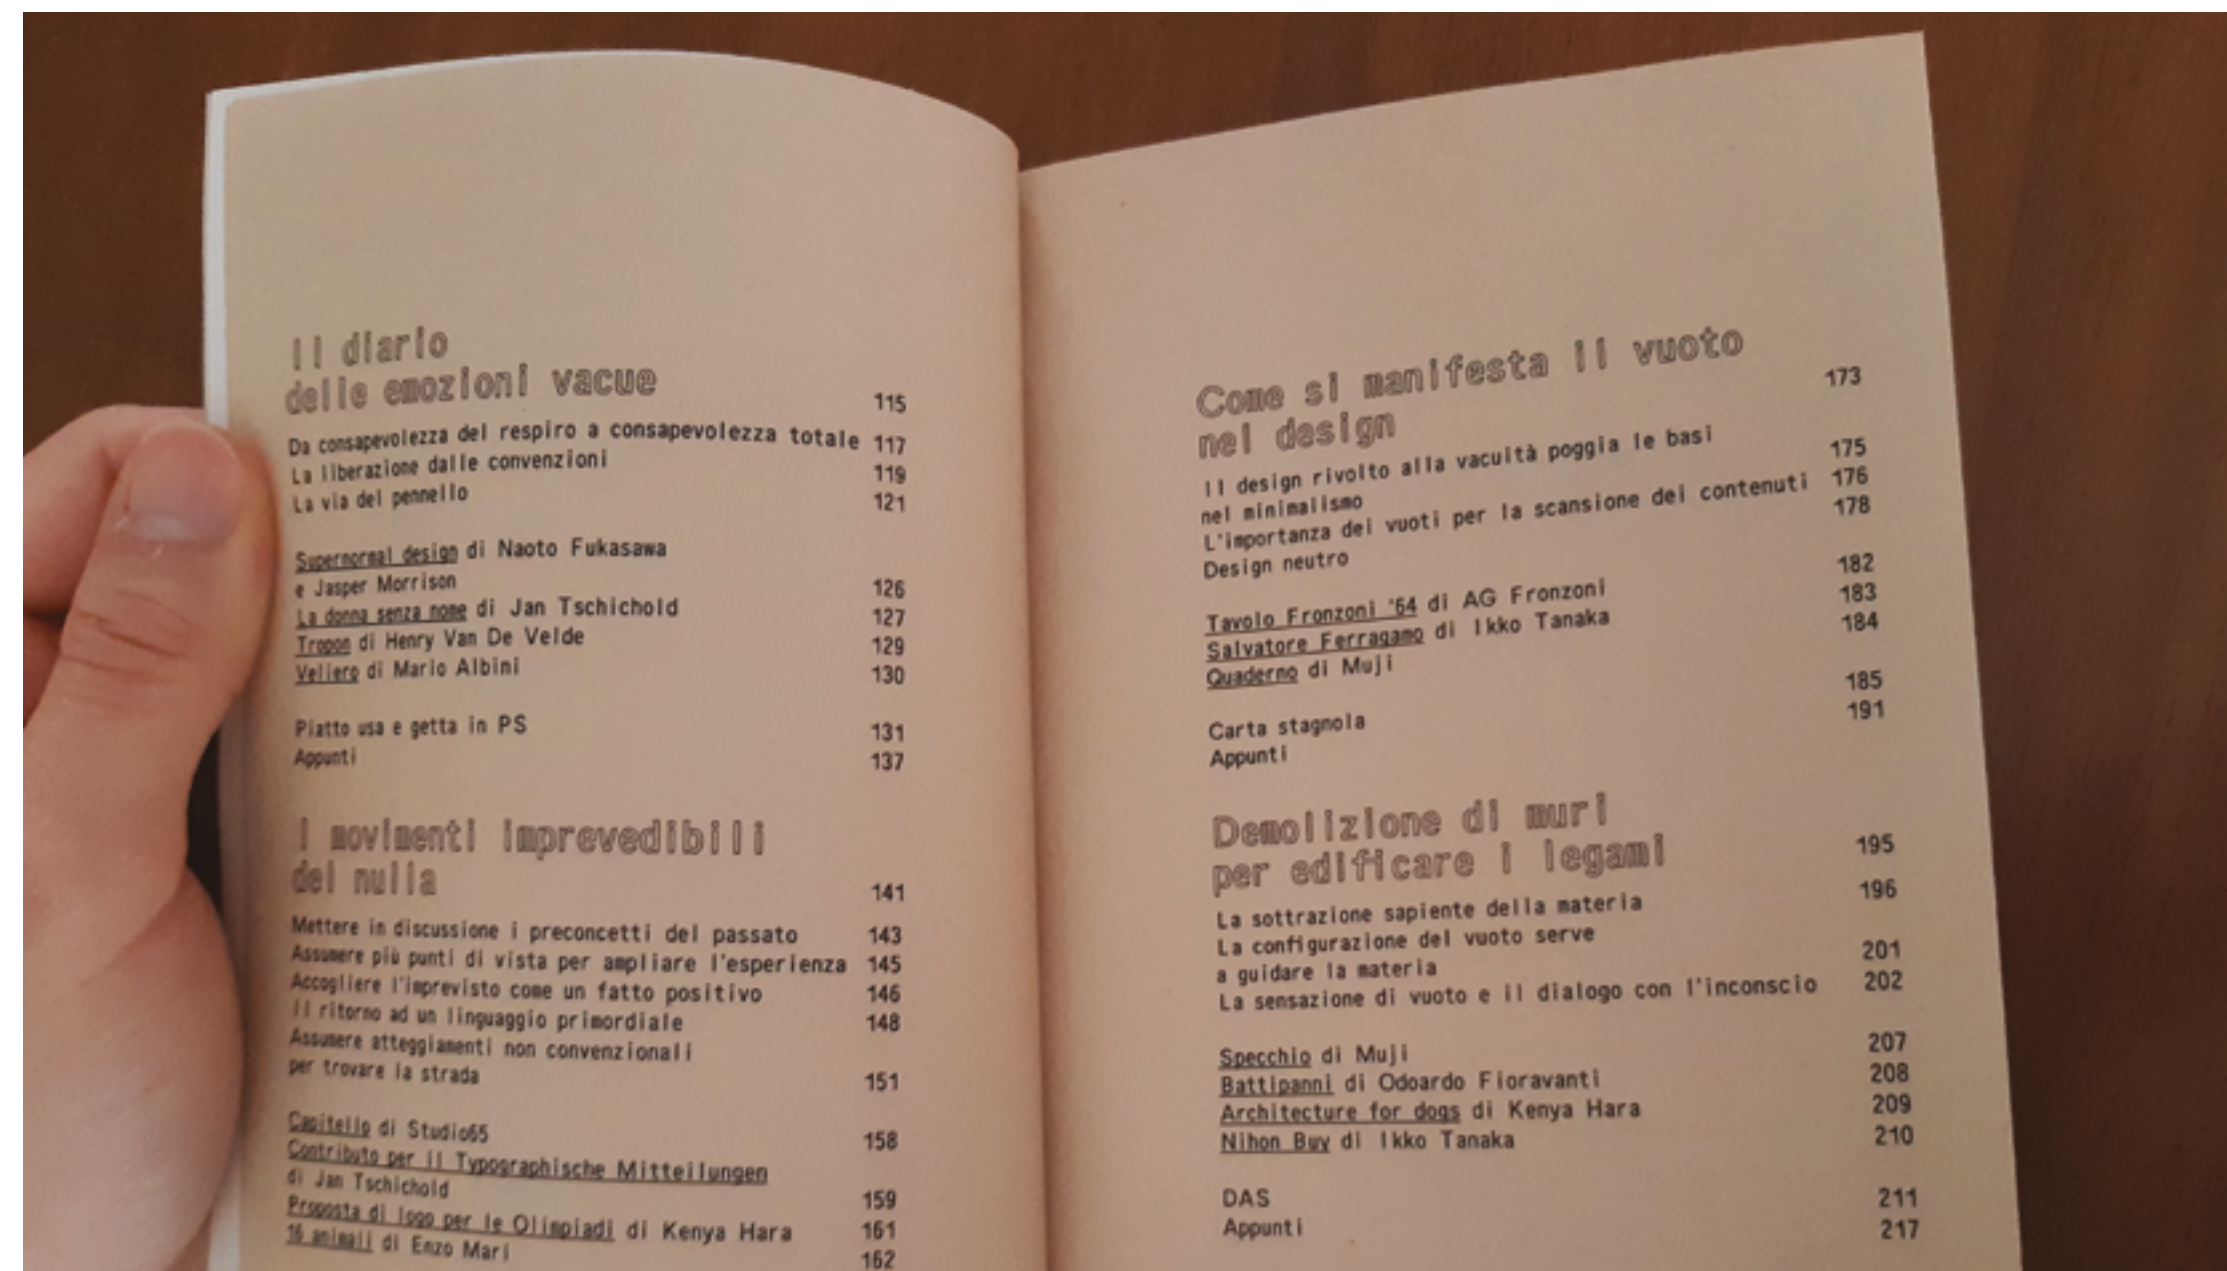 Il diario
delle emozioni vacue 115
Da consapevolezza del respiro a consapevolezza totale 117
La liberazione dalle convenzioni 119
La via del pennello 121
Supernormal design di Naoto Fukasawa
e Jasper Morrison 126
La donna senza nome di Jan Tschichold 127
Tropon di Henry Van De Velde 129
Veliero di Mario Albini 130
Piatto usa e getta in PS 131
Appunti 137
I movimenti imprevedibili
del nulla 141
Mettere in discussione i preconcetti del passato 143
Assumere più punti di vista per ampliare l'esperienza 145
Accogliere l'imprevisto come un fatto positivo 146
Il ritorno ad un linguaggio primordiale 148
Assumere atteggiamenti non convenzionali
per trovare la strada 151
Capitello di Studio65 158
Contributo per il Typographische Mitteilungen
di Jan Tschichold 159
Proposta di logo per le Olimpiadi di Kenya Hara 161
16 animali di Enzo Mari 162
Come si manifesta il vuoto
nel design 173
Il design rivolto alla vacuità poggia le basi
nel minimalismo 175
L'importanza dei vuoti per la scansione dei contenuti 176
Design neutro 178
Tavolo Fronzoni '64 di AG Fronzoni 182
Salvatore Ferragamo di Ikko Tanaka 183
Quaderno di Muji 184
Carta stagnola 185
Appunti 191
Demolizione di muri
per edificare i legami 195
La sottrazione sapiente della materia 196
La configurazione del vuoto serve
a guidare la materia 201
La sensazione di vuoto e il dialogo con l'inconscio 202
Specchio di Muji 207
Battipanni di Odoardo Fioravanti 208
Architecture for dogs di Kenya Hara 209
Nihon Buy di Ikko Tanaka 210
DAS 211
Appunti 217